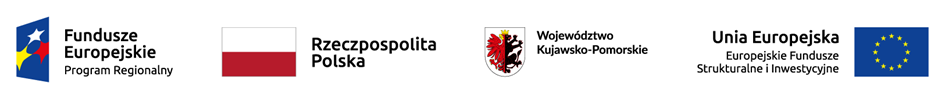 Fundusze
Europejskie
Program Regionalny
Rzeczpospolita
Polska
Województwo
Kujawsko-Pomorskie
Unia Europejska
Europejskie Fundusze
Strukturalne i Inwestycyjne